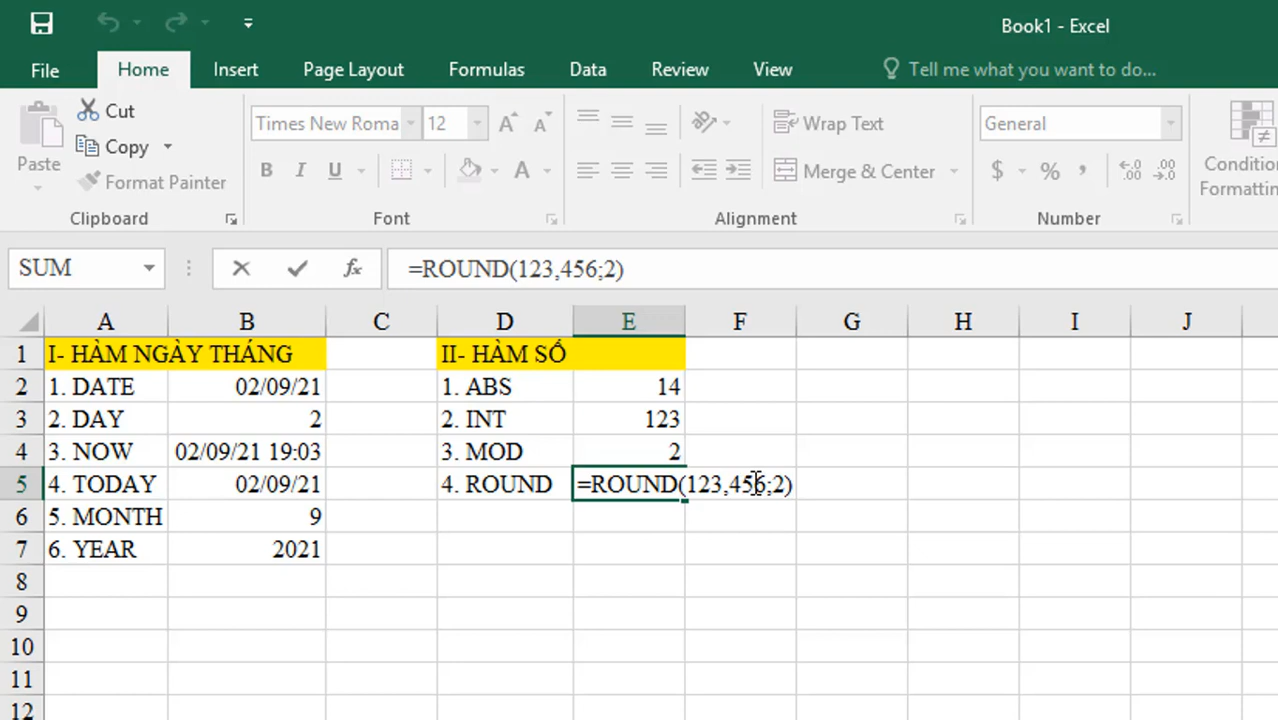 Book1 - Excel
File Home Insert Page Layout Formulas Data Review View Tell me what you want to do...
Paste
Cut
Copy
Format Painter
Clipboard
Times New Roma 12
B I U
Font
Wrap Text
Merge & Center
Alignment
General
$ %
Number
Condition
Formatting
SUM =ROUND(123,456;2)
A B C D E F G H I J
1 I- HÀM NGÀY THÁNG II- HÀM SỐ
2 1. DATE 02/09/21 1. ABS 14
3 2. DAY 2 2. INT 123
4 3. NOW 02/09/21 19:03 3. MOD 2
5 4. TODAY 02/09/21 4. ROUND =ROUND(123,456;2)
6 5. MONTH 9
7 6. YEAR 2021
8
9
10
11
12